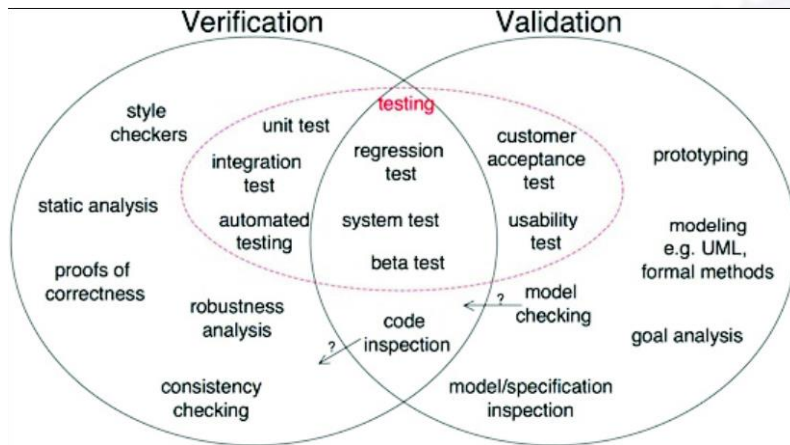 Verification
Validation
testing
style
checkers
unit test
integration
test
automated
testing
static analysis
proofs of
correctness
robustness
analysis
consistency
checking
regression
test
system test
beta test
code
inspection
?
customer
acceptance
test
usability
test
?
model
checking
model/specification
inspection
prototyping
modeling
e.g. UML,
formal methods
goal analysis